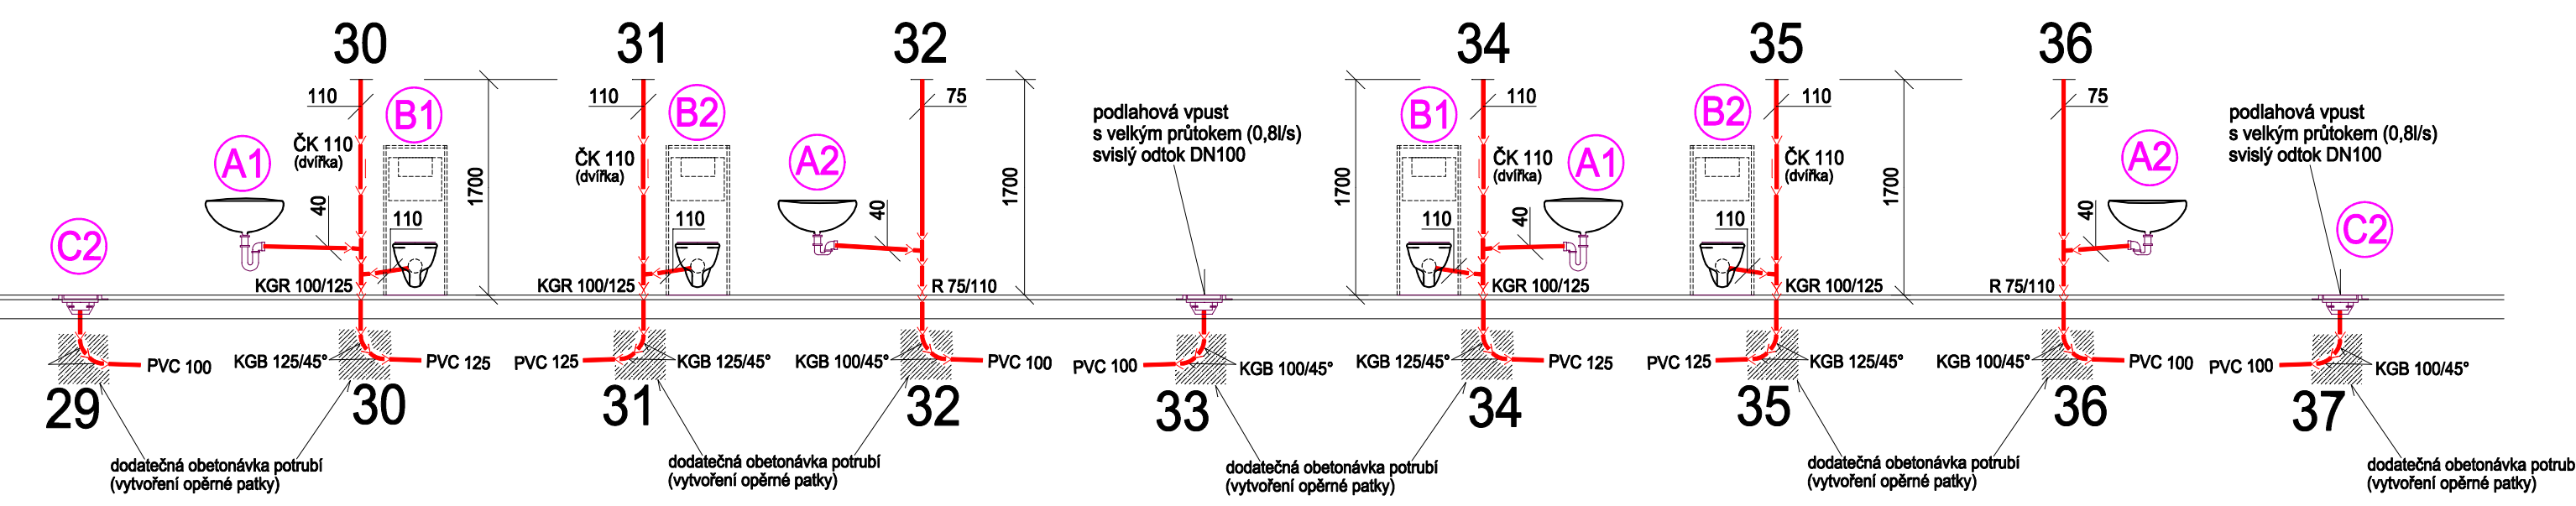 30
31
32
34
35
36
110
B1
110
B2
75
podlahová vpust
s velkým průtokem (0,8l/s)
svislý odtok DN100
B1
110
B2
110
75
podlahová vpust
s velkým průtokem (0,8l/s)
svislý odtok DN100
A1
ČK 110
(dvířka)
1700
ČK 110
(dvířka)
A2
1700
1700
ČK 110
(dvířka)
A1
ČK 110
(dvířka)
1700
A2
C2
40
110
110
40
110
40
110
40
C2
KGR 100/125
KGR 100/125
R 75/110
KGR 100/125
KGR 100/125
R 75/110
PVC 100
KGB 125/45°
PVC 125
PVC 125
KGB 125/45°
KGB 100/45°
PVC 100
PVC 100
KGB 100/45°
KGB 125/45°
PVC 125
PVC 125
KGB 125/45°
KGB 100/45°
PVC 100
PVC 100
KGB 100/45°
29
30
31
32
33
34
35
36
37
dodatečná obetonávka potrubí
(vytvoření opěrné patky)
dodatečná obetonávka potrubí
(vytvoření opěrné patky)
dodatečná obetonávka potrubí
(vytvoření opěrné patky)
dodatečná obetonávka potrubí
(vytvoření opěrné patky)
dodatečná obetonávka potrub
(vytvoření opěrné patky)